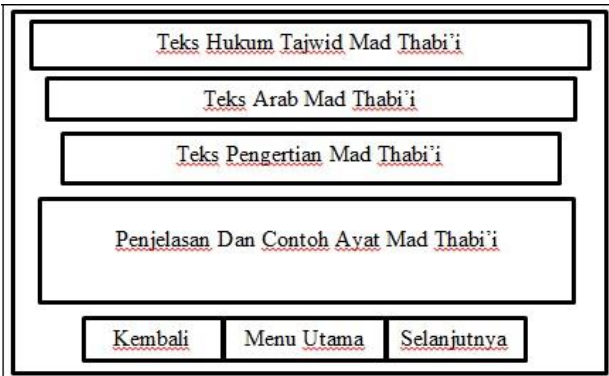 Teks Hukum Tajwid Mad Thabi’i
Teks Arab Mad Thabi’i
Teks Pengertian Mad Thabi’i
Penjelasan Dan Contoh Ayat Mad Thabi’i
Kembali Menu Utama Selanjutnya